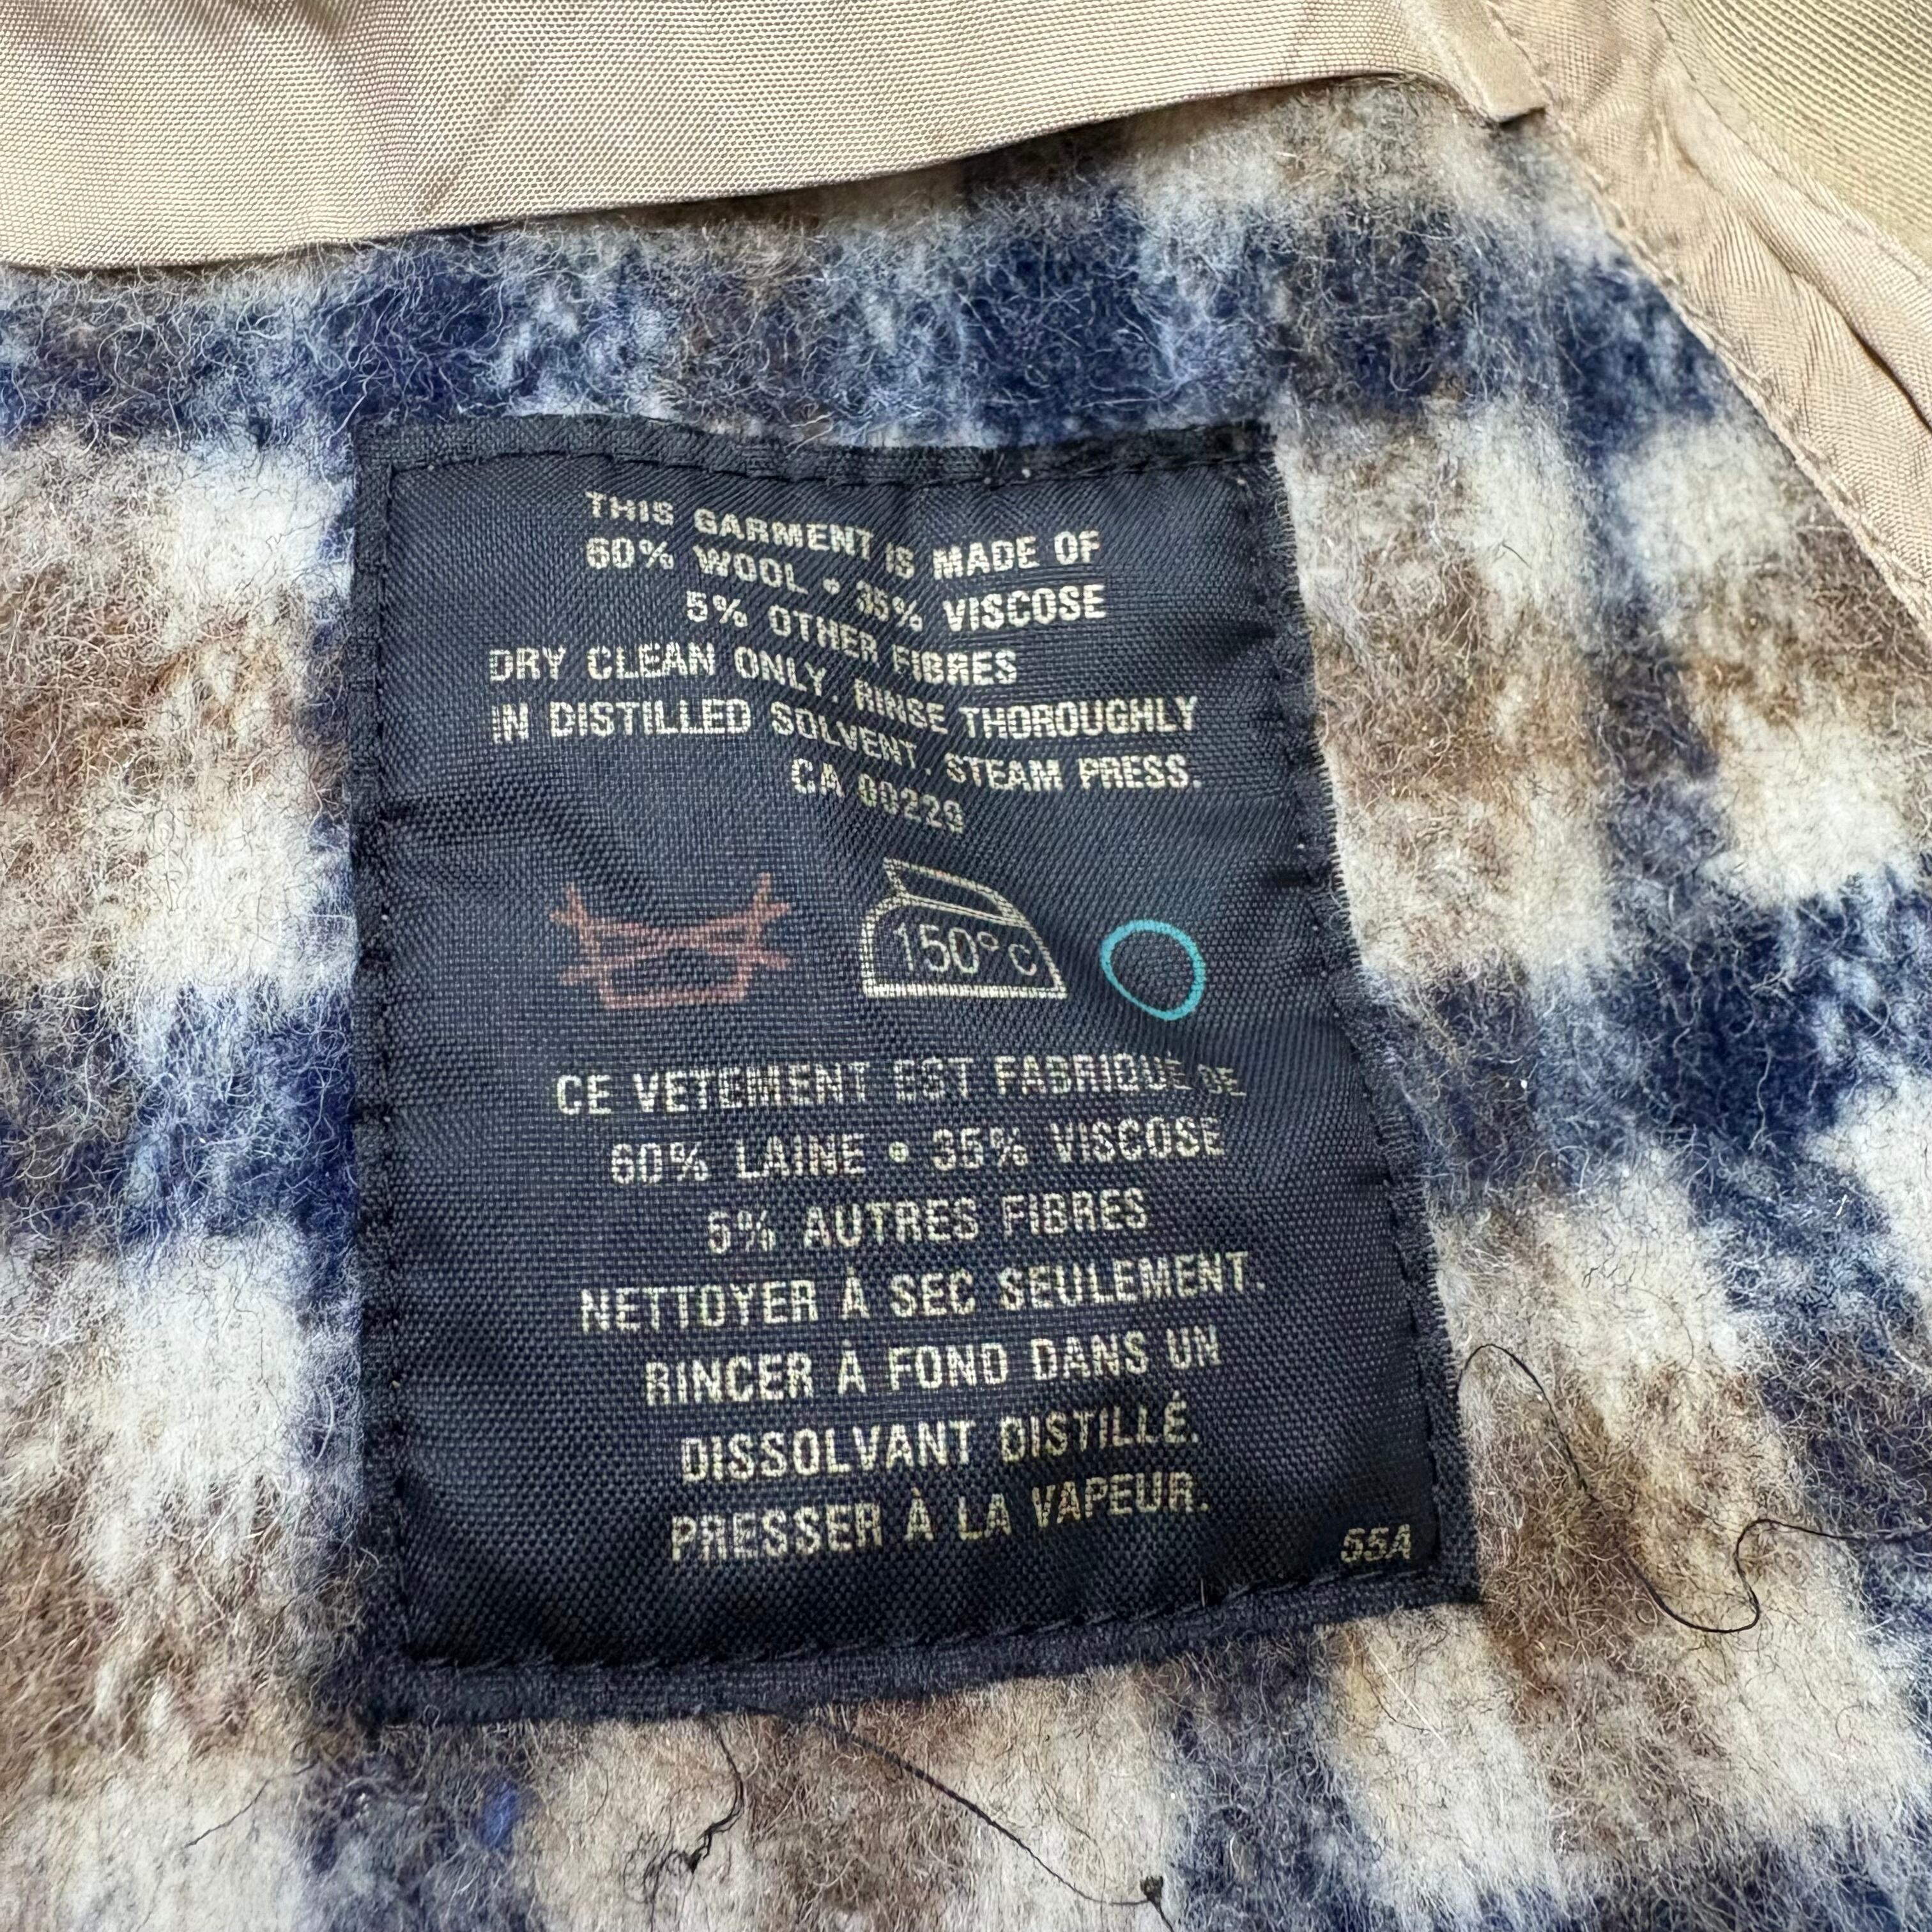 THIS GARMENT IS MADE OF
60% WOOL • 35% VISCOSE
5% OTHER FIBRES
DRY CLEAN ONLY. RINSE THOROUGHLY
IN DISTILLED SOLVENT. STEAM PRESS.
CA 00229
150° C
CE VETEMENT EST FABRIQUÉ DE
60% LAINE • 35% VISCOSE
5% AUTRES FIBRES
NETTOYER À SEC SEULEMENT.
RINCER À FOND DANS UN
DISSOLVANT DISTILLÉ.
PRESSER À LA VAPEUR.
55A